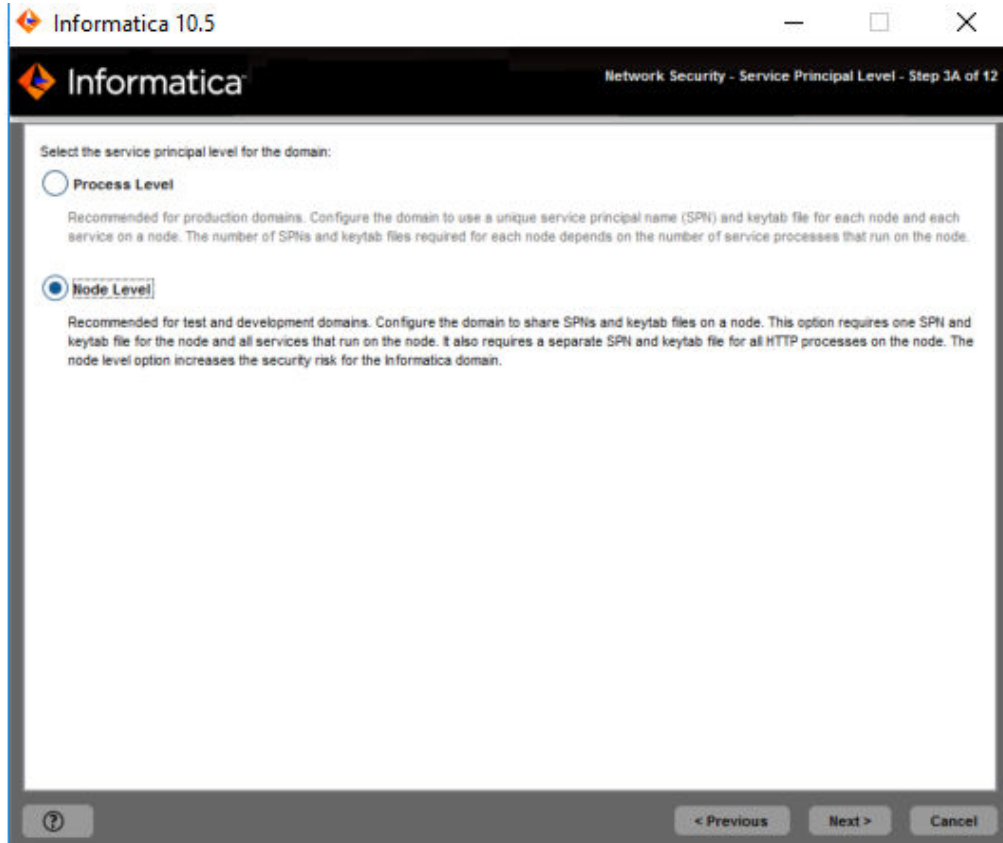 Informatica 10.5
Informatica
Network Security - Service Principal Level - Step 3A of 12
Select the service principal level for the domain:
Process Level
Recommended for production domains. Configure the domain to use a unique service principal name (SPN) and keytab file for each node and each
service on a node. The number of SPNs and keytab files required for each node depends on the number of service processes that run on the node.
Node Level
Recommended for test and development domains. Configure the domain to share SPNs and keytab files on a node. This option requires one SPN and
keytab file for the node and all services that run on the node. It also requires a separate SPN and keytab file for all HTTP processes on the node. The
node level option increases the security risk for the Informatica domain.
?
< Previous
Next >
Cancel